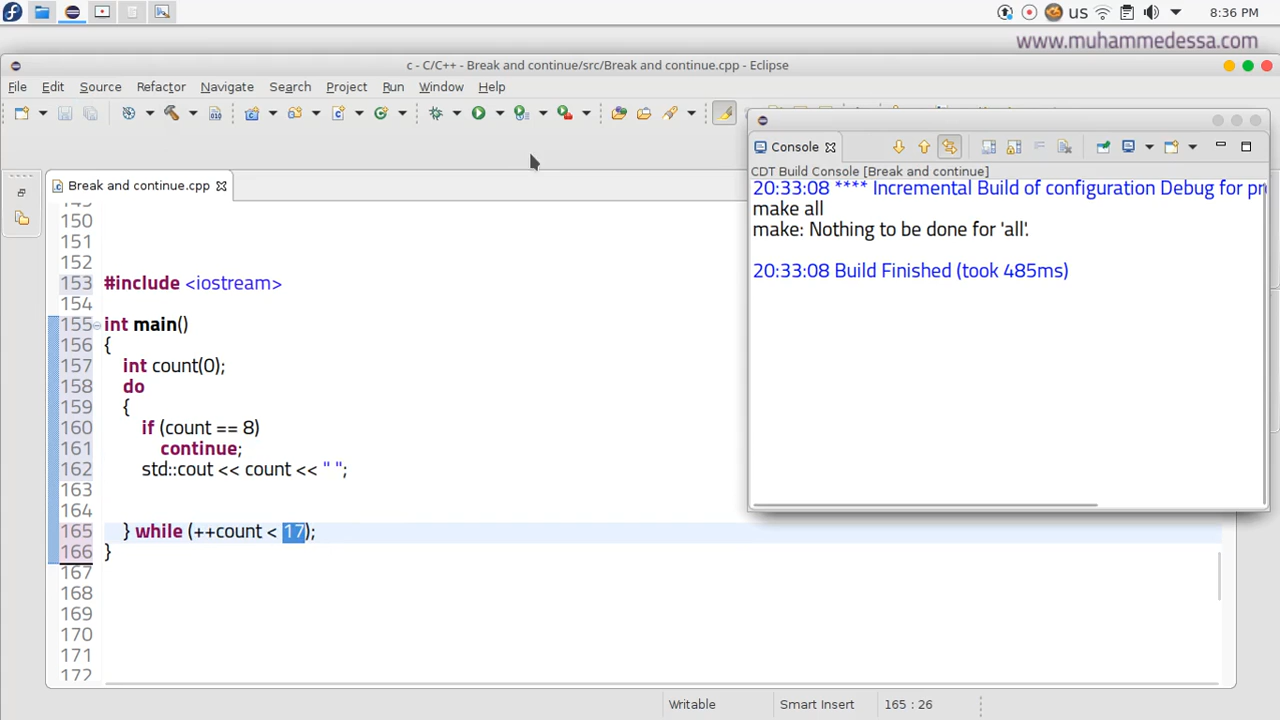 us 8:36 PM
www.muhammedessa.com
c - C/C++ - Break and continue/src/Break and continue.cpp - Eclipse
File Edit Source Refactor Navigate Search Project Run Window Help
Console
CDT Build Console [Break and continue]
20:33:08 **** Incremental Build of configuration Debug for pr
make all
make: Nothing to be done for 'all'.
20:33:08 Build Finished (took 485ms)
Break and continue.cpp
149
150
151
152
153 #include <iostream>
154
155 int main()
156 {
157 int count(0);
158 do
159 {
160 if (count == 8)
161 continue;
162 std::cout << count << " ";
163
164
165 } while (++count < 17);
166 }
167
168
169
170
171
172
Writable Smart Insert 165 : 26